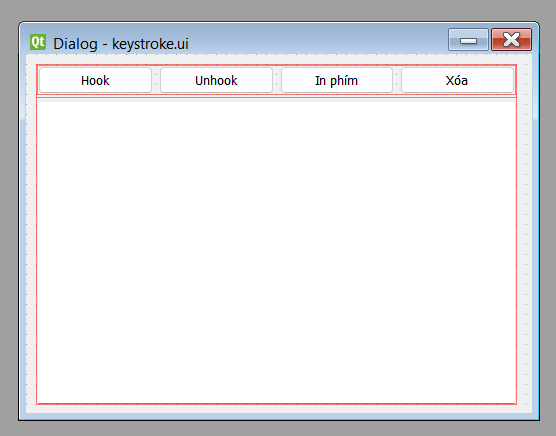 Qt Dialog - keystroke.ui
Hook Unhook In phím Xóa